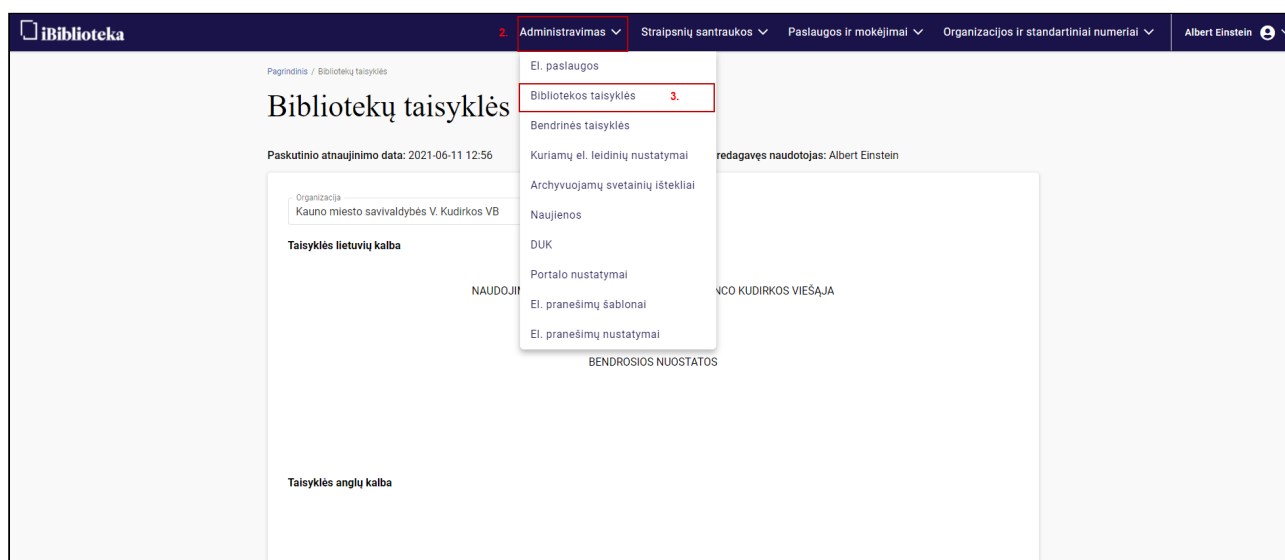 iBiblioteka
2. Administravimas Straipsnių santraukos Paslaugos ir mokėjimai Organizacijos ir standartiniai numeriai Albert Einstein
Pagrindinis / Bibliotekų taisyklės
Bibliotekų taisyklės
El. paslaugos
Bibliotekos taisyklės 3.
Bendrinės taisyklės
Kuriamų el. leidinių nustatymai
Archyvuojamų svetainių ištekliai
Naujienos
DUK
Portalo nustatymai
El. pranešimų šablonai
El. pranešimų nustatymai
Paskutinio atnaujinimo data: 2021-06-11 12:56 redagavęs naudotojas: Albert Einstein
Organizacija
Kauno miesto savivaldybės V. Kudirkos VB
Taisyklės lietuvių kalba
KUDIRKOS VIEŠĄJA
BENDROSIOS NUOSTATOS
Taisyklės anglų kalba